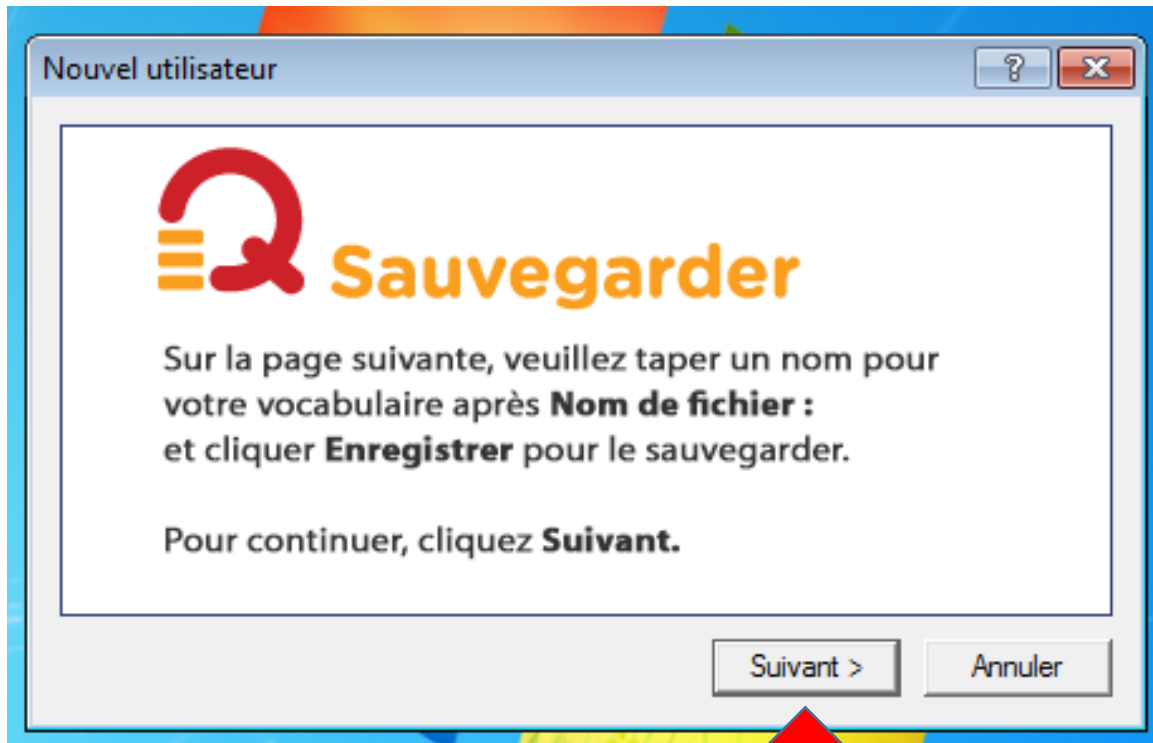 Nouvel utilisateur
Sauvegarder
Sur la page suivante, veuillez taper un nom pour
votre vocabulaire après Nom de fichier :
et cliquer Enregistrer pour le sauvegarder.
Pour continuer, cliquez Suivant.
Suivant > Annuler